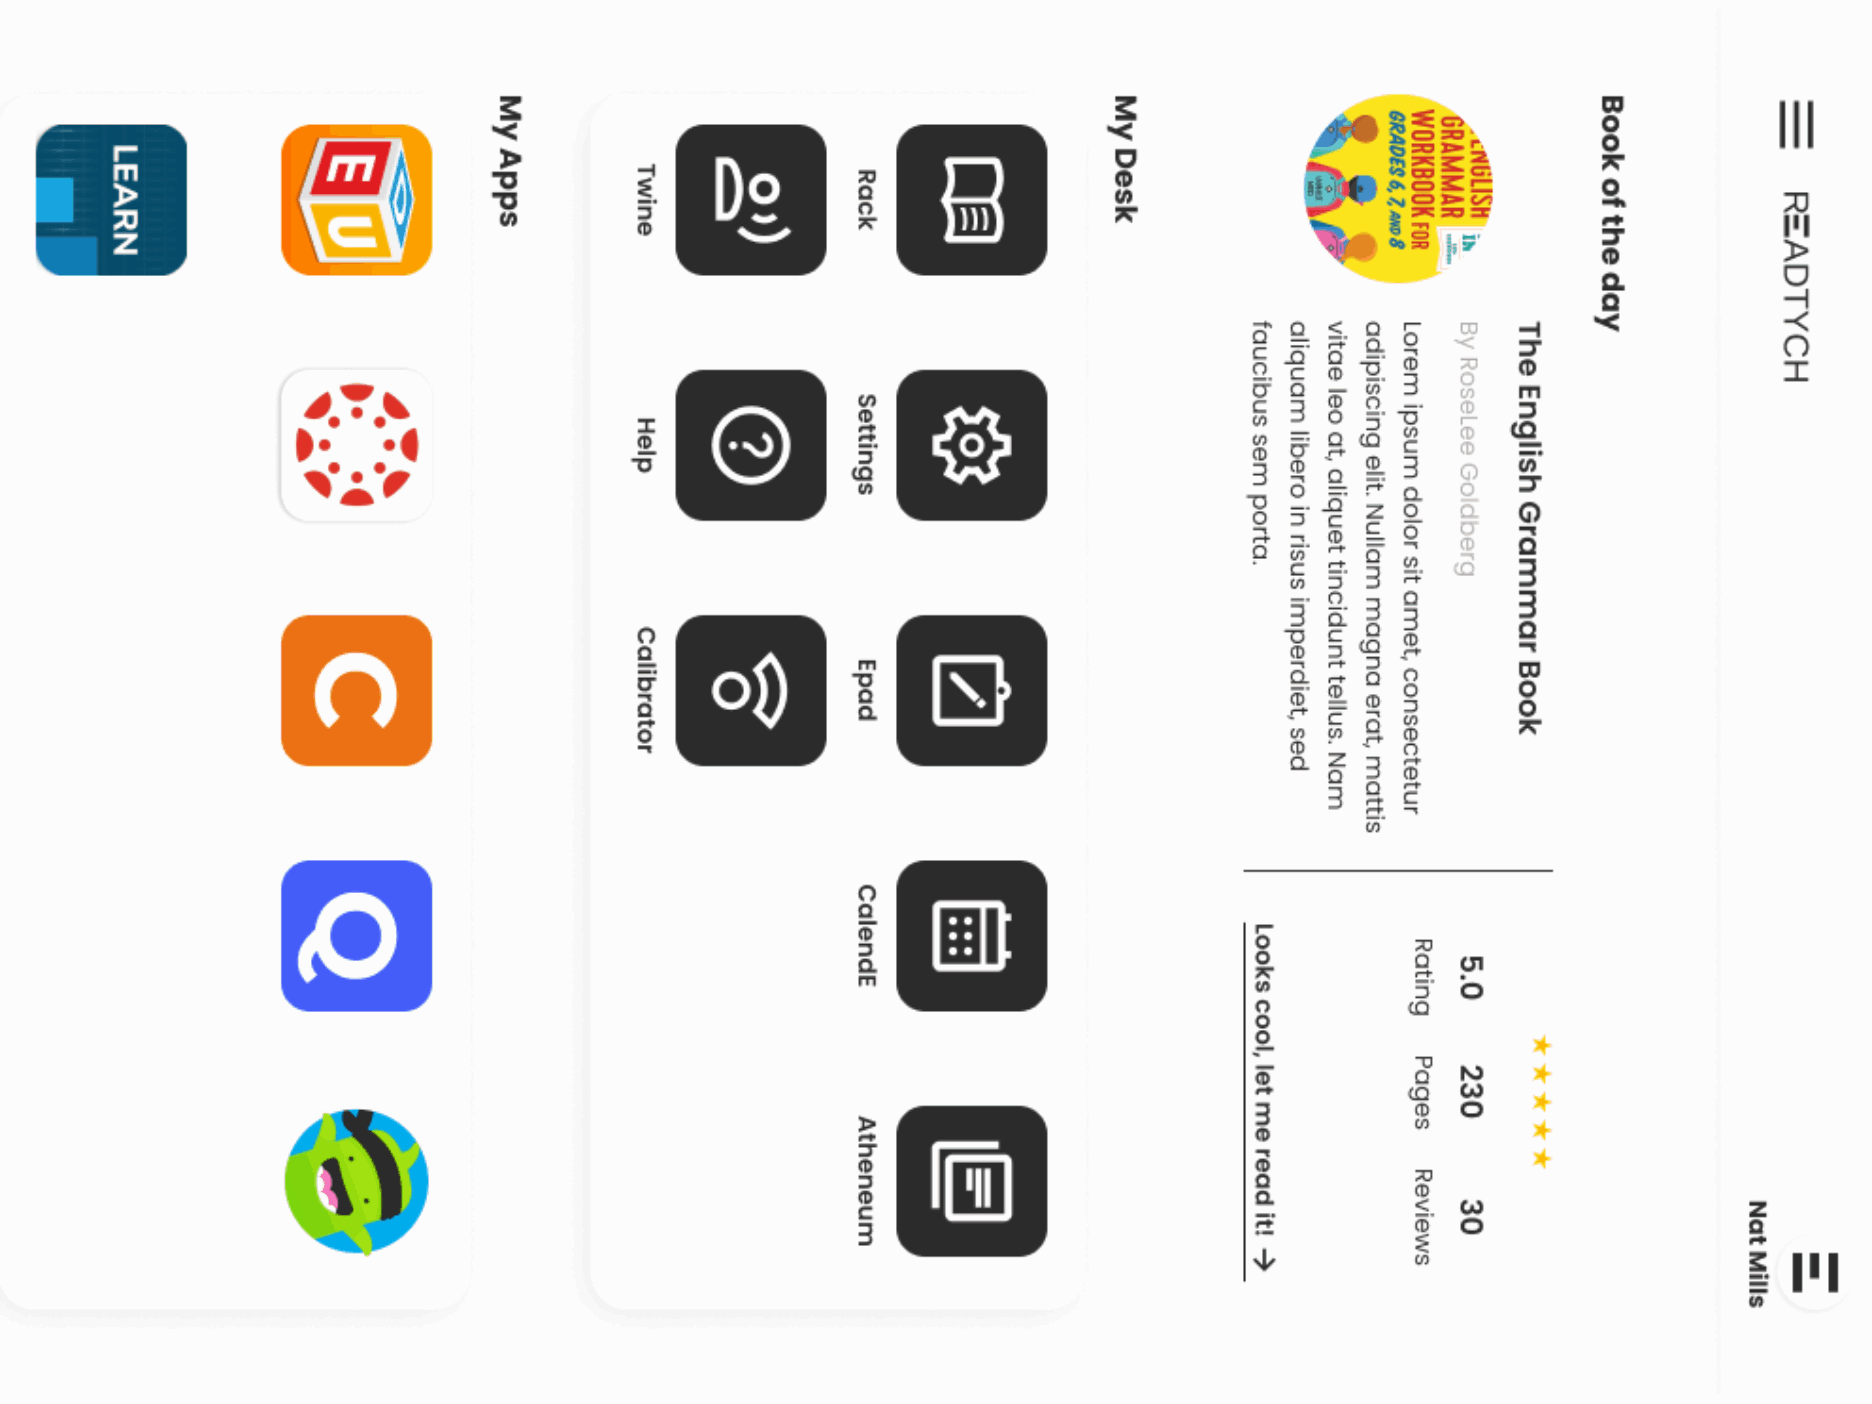 READTYCH
Nat Mills
Book of the day
ENGLISH
GRAMMAR
WORKBOOK FOR
GRADES 6, 7, AND 8
The English Grammar Book
By RoseLee Goldberg
Lorem ipsum dolor sit amet, consectetur
adipiscing elit. Nullam magna erat, mattis
vitae leo at, aliquet tincidunt tellus. Nam
aliquam libero in risus imperdiet, sed
faucibus sem porta.
5.0 230 30
Rating Pages Reviews
Looks cool, let me read it! →
My Desk
Rack Settings Epad CalendE Atheneum
Twine Help Calibrator
My Apps
EDU
C
Q
LEARN